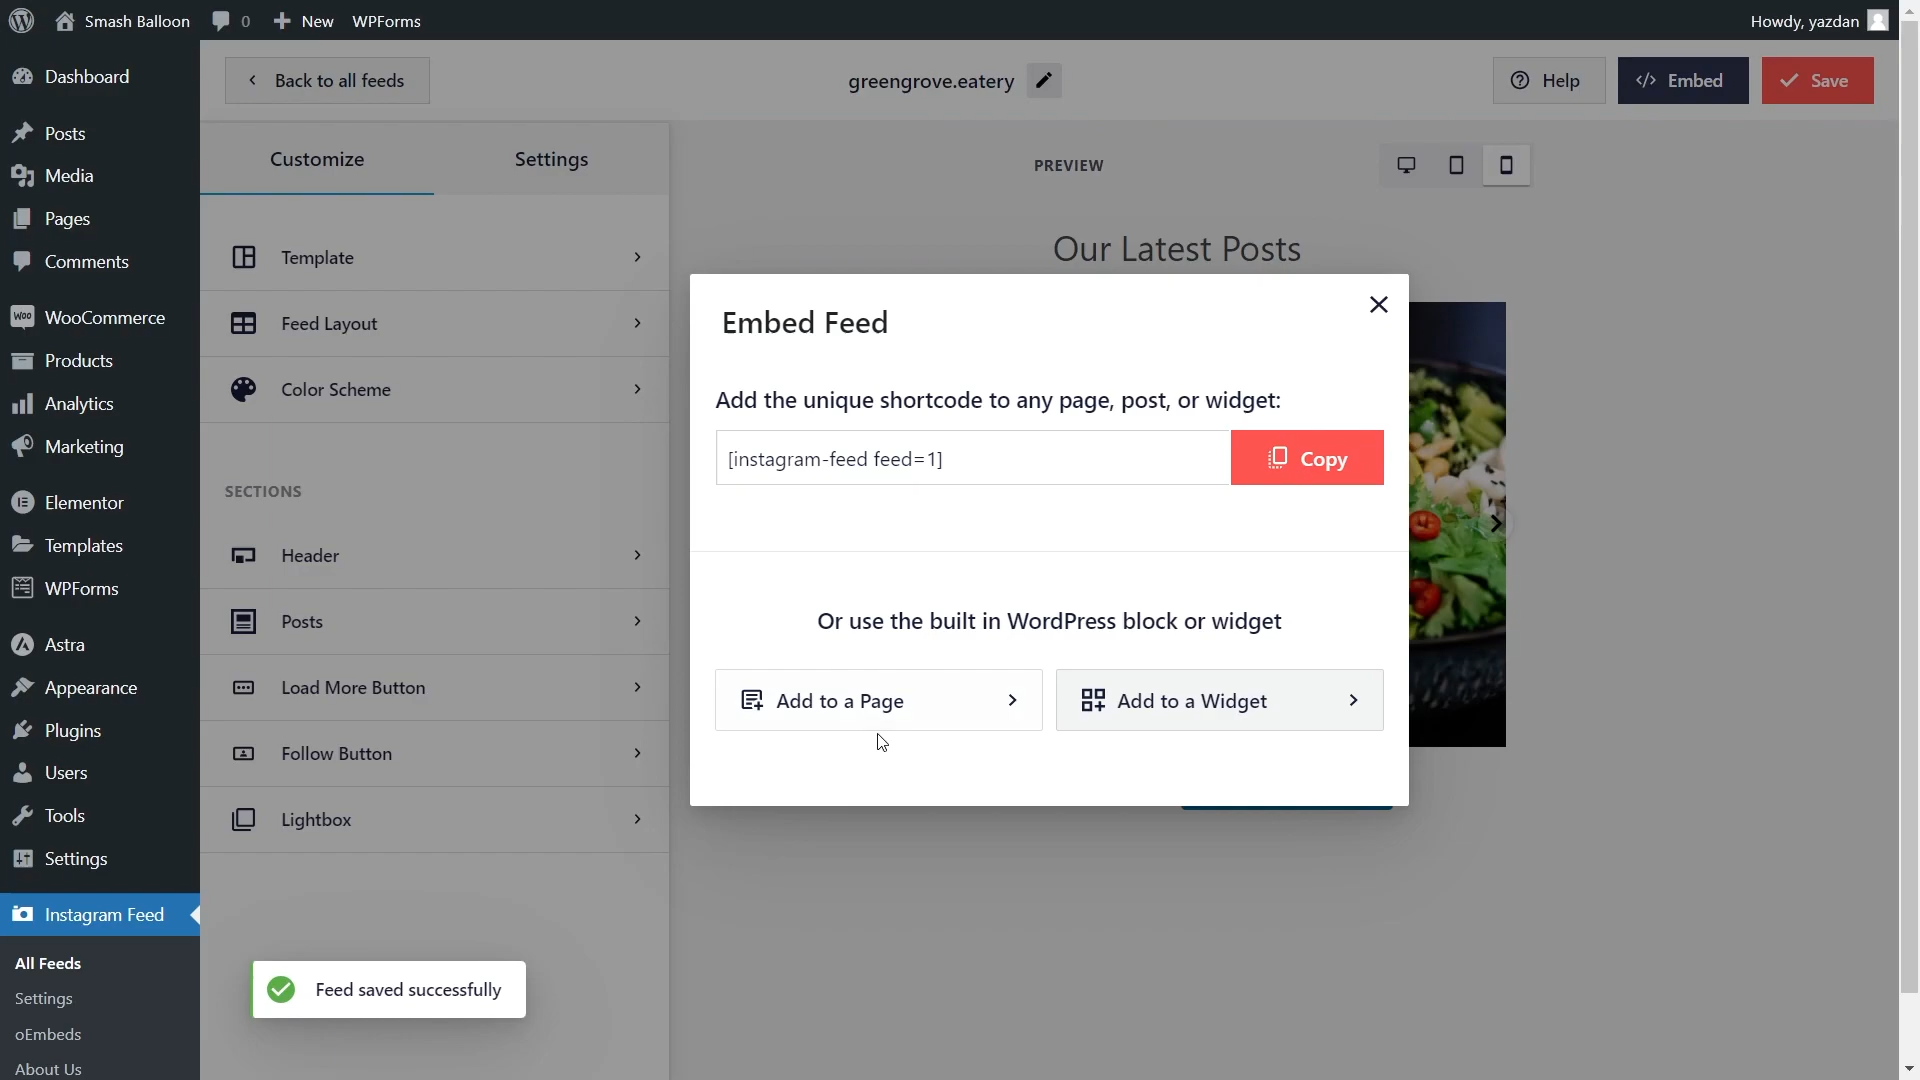 Smash Balloon
0
New
WPForms
Howdy, yazdan
Dashboard
Posts
Media
Pages
Comments
WooCommerce
Products
Analytics
Marketing
Elementor
Templates
WPForms
Astra
Appearance
Plugins
Users
Tools
Settings
Instagram Feed
All Feeds
Settings
oEmbeds
About Us
Back to all feeds
greengrove.eatery
Help
</> Embed
Save
Customize
Settings
Template
Feed Layout
Color Scheme
SECTIONS
Header
Posts
Load More Button
Follow Button
Lightbox
Feed saved successfully
PREVIEW
Our Latest Posts
Embed Feed
Add the unique shortcode to any page, post, or widget:
[instagram-feed feed=1]
Copy
Or use the built in WordPress block or widget
Add to a Page
Add to a Widget